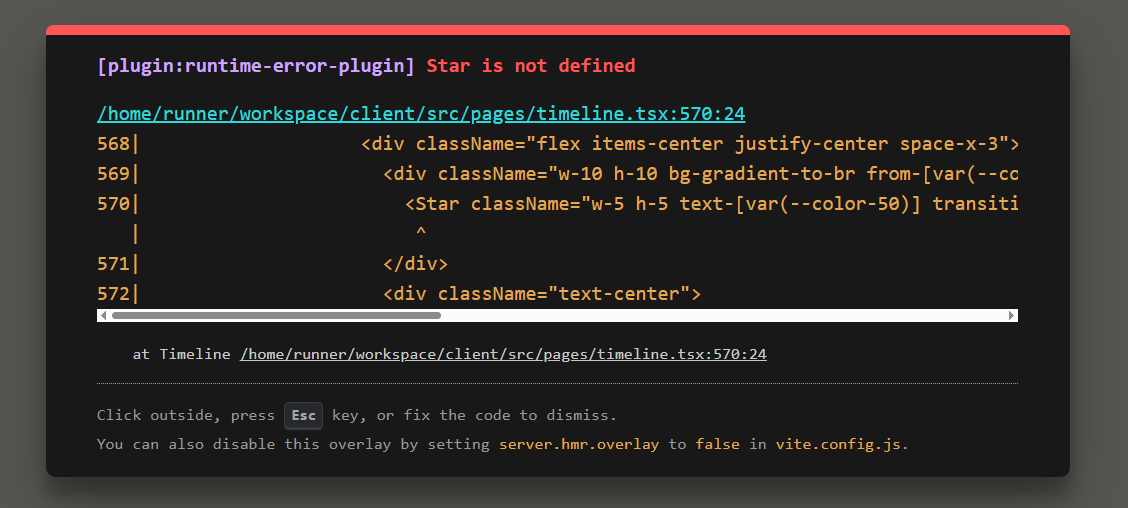 [plugin:runtime-error-plugin] Star is not defined
/home/runner/workspace/client/src/pages/timeline.tsx:570:24
568|                    <div className="flex items-center justify-center space-x-3">
569|                      <div className="w-10 h-10 bg-gradient-to-br from-[var(--co
570|                        <Star className="w-5 h-5 text-[var(--color-50)] transiti
   |                         ^
571|                      </div>
572|                      <div className="text-center">
at Timeline /home/runner/workspace/client/src/pages/timeline.tsx:570:24
Click outside, press Esc key, or fix the code to dismiss.
You can also disable this overlay by setting server.hmr.overlay to false in vite.config.js.